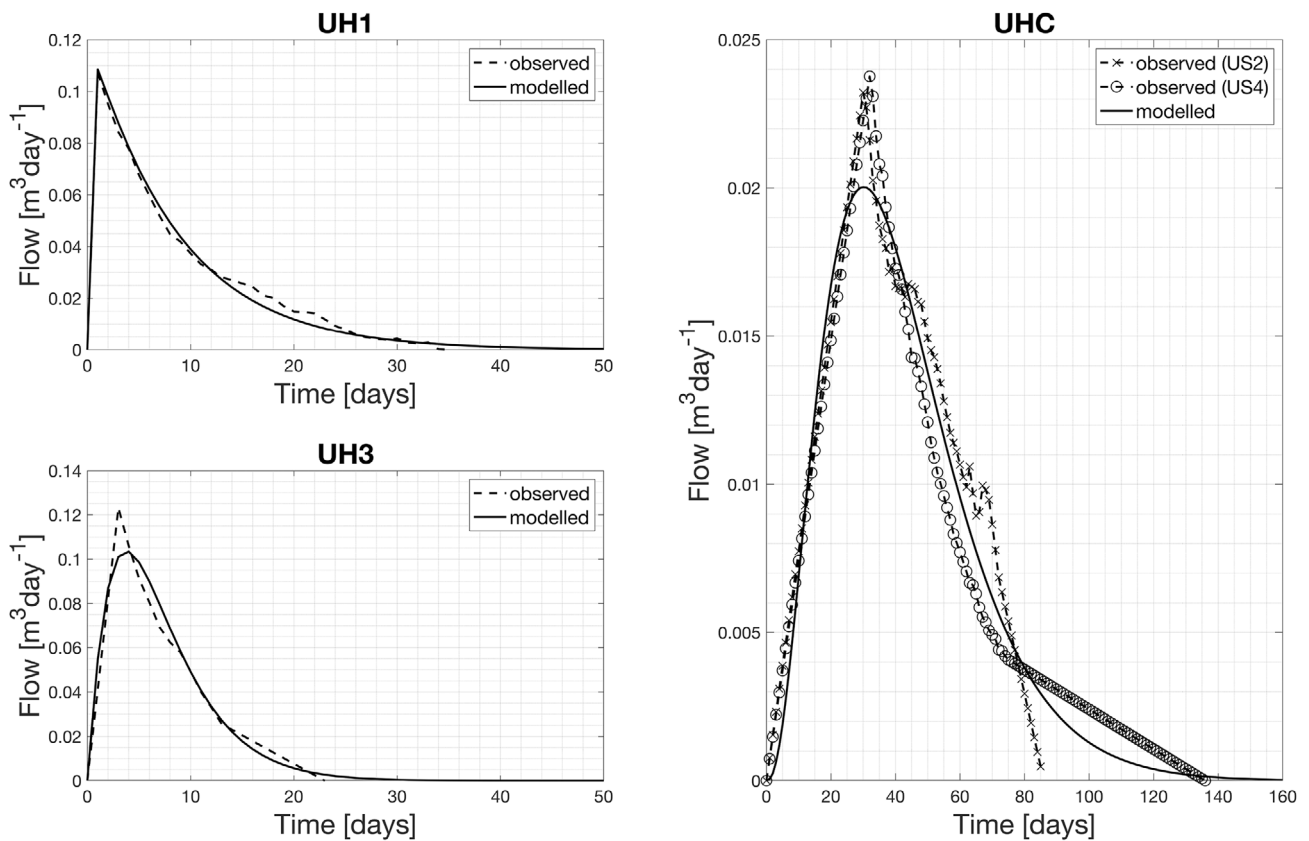 UH1
0.12
0.1
0.08
0.06
0.04
0.02
0
Flow [m³day⁻¹]
observed
modelled
0 10 20 30 40 50
Time [days]
UH3
0.14
0.12
0.1
0.08
0.06
0.04
0.02
0
Flow [m³day⁻¹]
observed
modelled
0 10 20 30 40 50
Time [days]
UHC
0.025
0.02
0.015
0.01
0.005
0
Flow [m³day⁻¹]
observed (US2)
observed (US4)
modelled
0 20 40 60 80 100 120 140 160
Time [days]